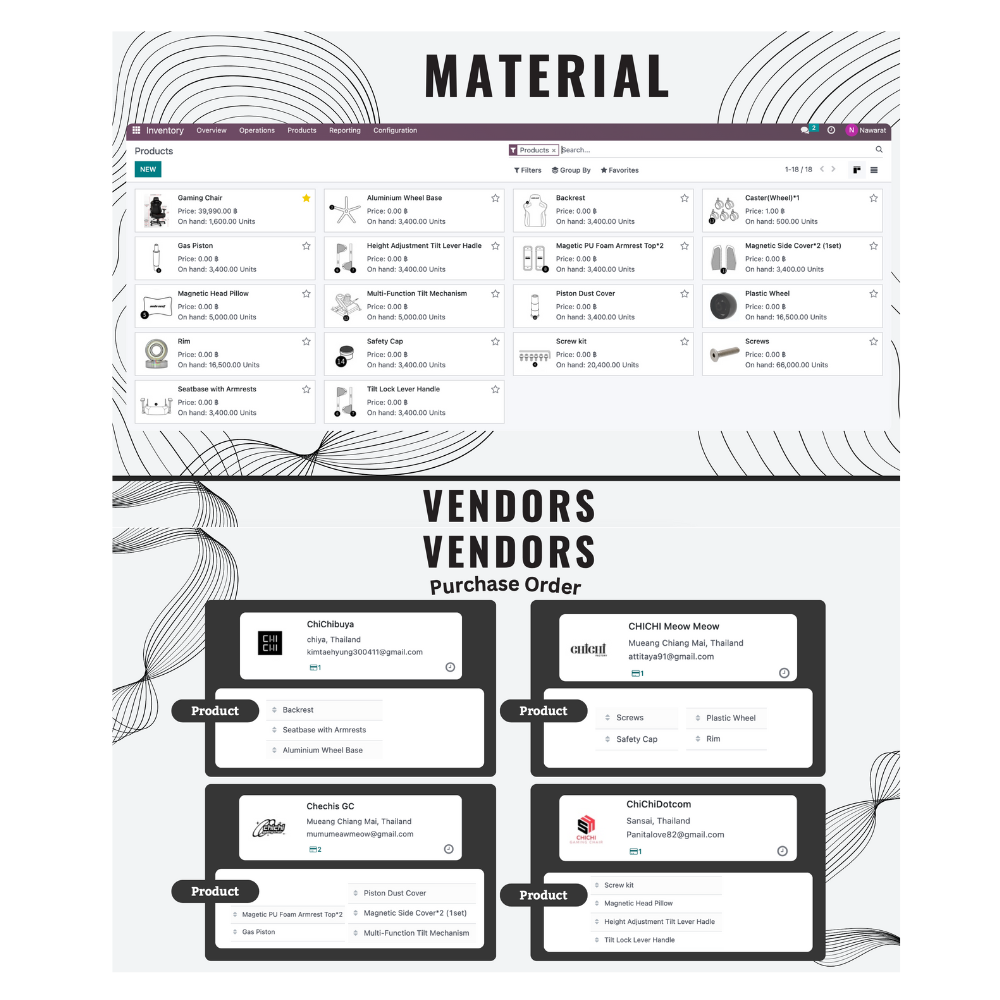 MATERIAL
Inventory Overview Operations Products Reporting Configuration 2 N Nawarat
Products Products × Search...
NEW Filters Group By Favorites 1-18 / 18
Gaming Chair
Price: 39,990.00 ฿
On hand: 1,600.00 Units
Aluminium Wheel Base
Price: 0.00 ฿
On hand: 3,400.00 Units
Backrest
Price: 0.00 ฿
On hand: 3,400.00 Units
Caster(Wheel)*1
Price: 1.00 ฿
On hand: 500.00 Units
Gas Piston
Price: 0.00 ฿
On hand: 3,400.00 Units
Height Adjustment Tilt Lever Hadle
Price: 0.00 ฿
On hand: 3,400.00 Units
Magetic PU Foam Armrest Top*2
Price: 0.00 ฿
On hand: 3,400.00 Units
Magnetic Side Cover*2 (1set)
Price: 0.00 ฿
On hand: 3,400.00 Units
Magnetic Head Pillow
Price: 0.00 ฿
On hand: 5,000.00 Units
Multi-Function Tilt Mechanism
Price: 0.00 ฿
On hand: 5,000.00 Units
Piston Dust Cover
Price: 0.00 ฿
On hand: 3,400.00 Units
Plastic Wheel
Price: 0.00 ฿
On hand: 16,500.00 Units
Rim
Price: 0.00 ฿
On hand: 16,500.00 Units
14
Safety Cap
Price: 0.00 ฿
On hand: 3,400.00 Units
Screw kit
Price: 0.00 ฿
On hand: 20,400.00 Units
Screws
Price: 0.00 ฿
On hand: 66,000.00 Units
Seatbase with Armrests
Price: 0.00 ฿
On hand: 3,400.00 Units
Tilt Lock Lever Handle
Price: 0.00 ฿
On hand: 3,400.00 Units
VENDORS
VENDORS
Purchase Order
CHI
CHI
ChiChibuya
chiya, Thailand
kimtaehyung300411@gmail.com
1
Product
Backrest
Seatbase with Armrests
Aluminium Wheel Base
chichi
CHICHI Meow Meow
Mueang Chiang Mai, Thailand
attitaya91@gmail.com
1
Product
Screws
Plastic Wheel
Safety Cap
Rim
Chichi
Chechis GC
Mueang Chiang Mai, Thailand
mumumeawmeow@gmail.com
2
Product
Piston Dust Cover
Magetic PU Foam Armrest Top*2
Magnetic Side Cover*2 (1set)
Gas Piston
Multi-Function Tilt Mechanism
CHICHI
GAMING CHAIR
ChiChiDotcom
Sansai, Thailand
Panitalove82@gmail.com
1
Product
Screw kit
Magnetic Head Pillow
Height Adjustment Tilt Lever Hadle
Tilt Lock Lever Handle